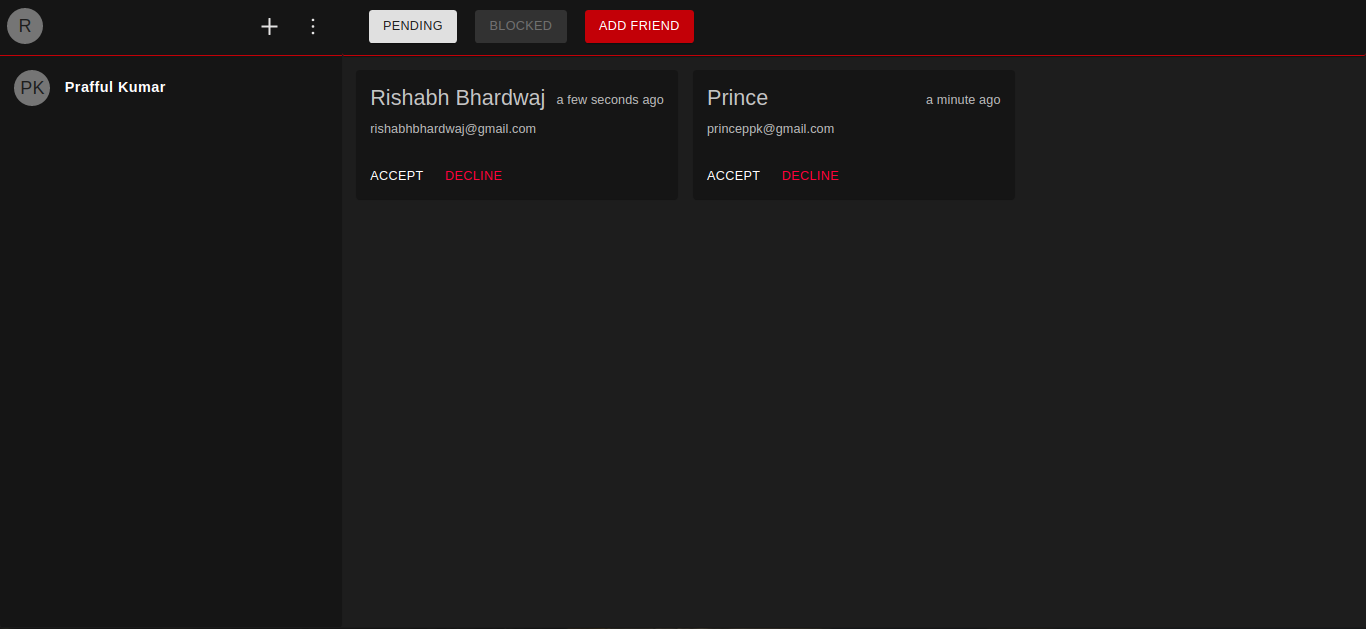 R
PENDING
BLOCKED
ADD FRIEND
PK
Prafful Kumar
Rishabh Bhardwaj
a few seconds ago
rishabhbhardwaj@gmail.com
ACCEPT
DECLINE
Prince
a minute ago
princeppk@gmail.com
ACCEPT
DECLINE